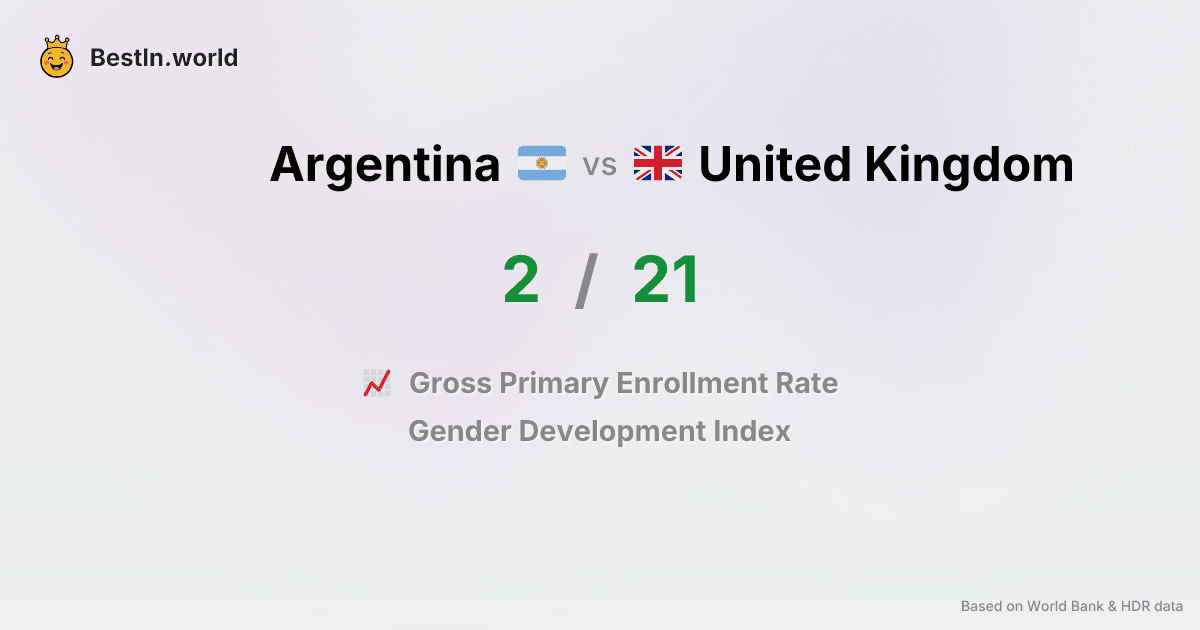 BestIn.world
Argentina vs United Kingdom
2 / 21
Gross Primary Enrollment Rate
Gender Development Index
Based on World Bank & HDR data